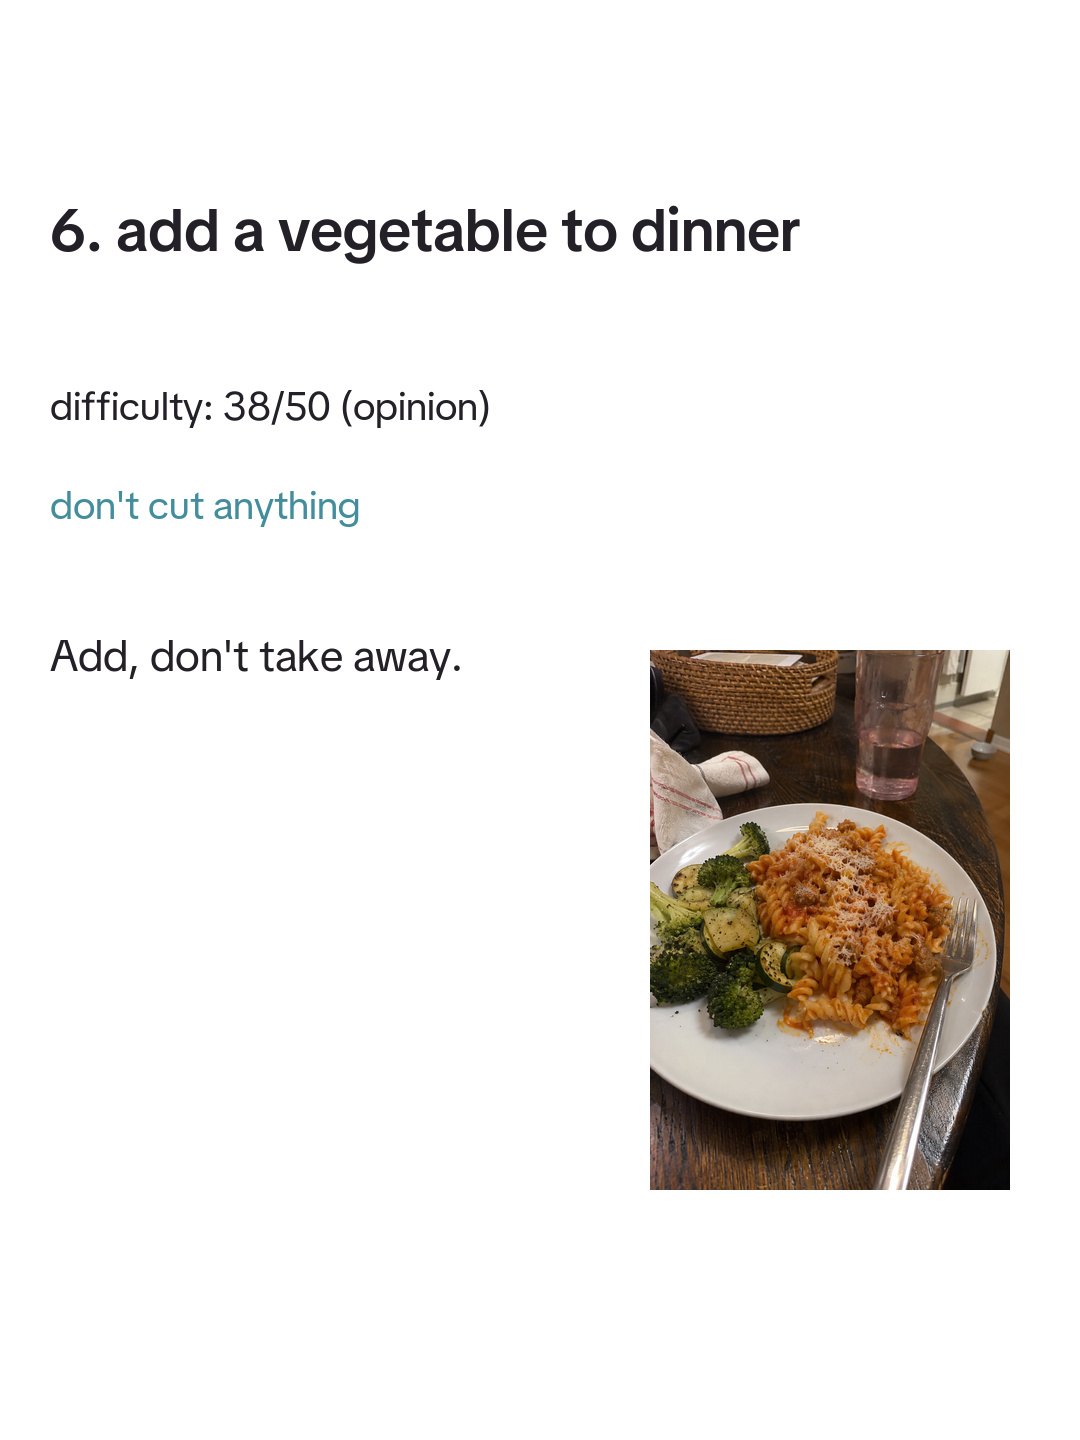 6. add a vegetable to dinner
difficulty: 38/50 (opinion)
don't cut anything
Add, don't take away.